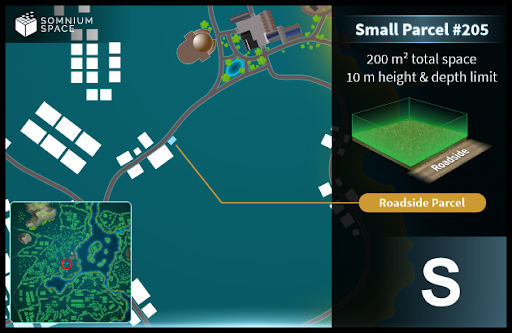 SOMNIUM
SPACE
Small Parcel #205
200 m² total space
10 m height & depth limit
Roadside
Roadside Parcel
S